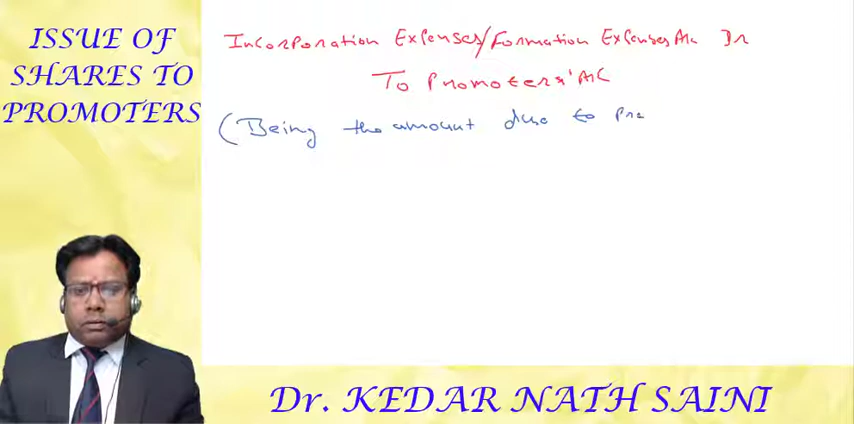 ISSUE OF
SHARES TO
PROMOTERS
Incorporation Expenses/Formation Expenses A/c Dr
To Promoters' A/C
(Being the amount due to Pro
Dr. KEDAR NATH SAINI